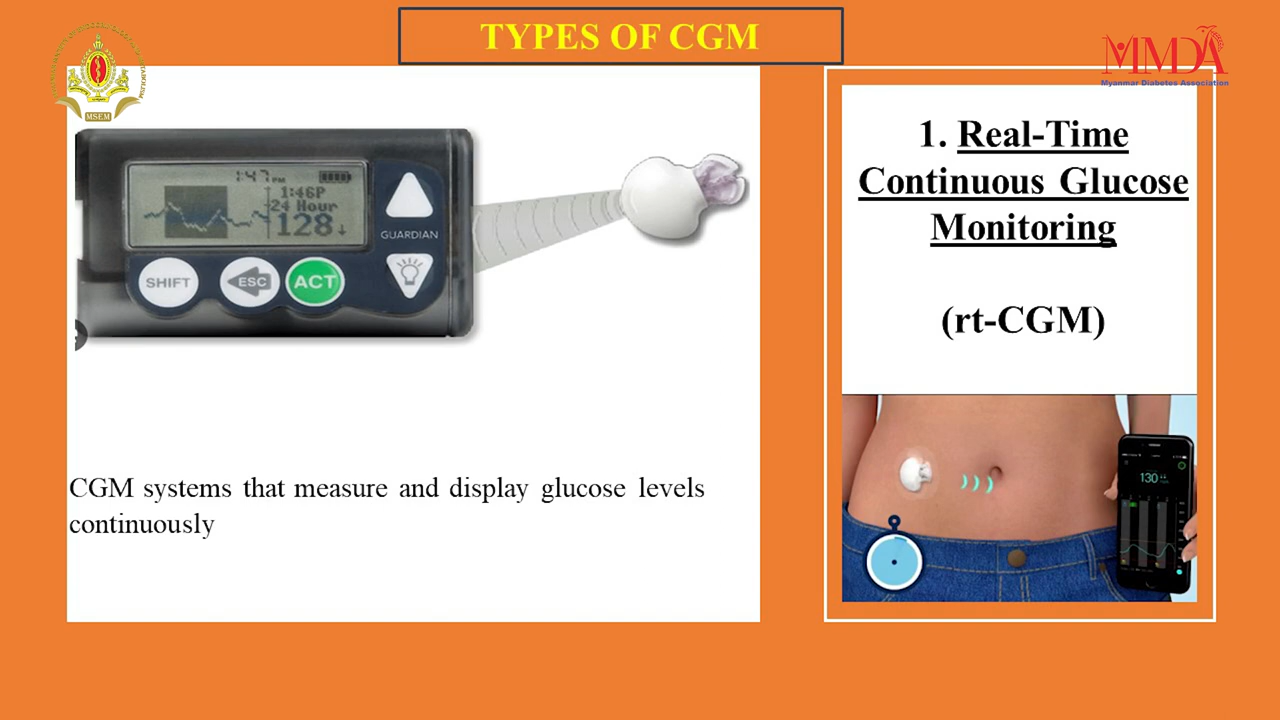 TYPES OF CGM
MSEM
MMDA
Myanmar Diabetes Association
1:47 PM
1:46P
24 Hour
128↓
GUARDIAN
SHIFT
ESC
ACT
CGM systems that measure and display glucose levels
continuously
1. Real-Time
Continuous Glucose
Monitoring
(rt-CGM)
130